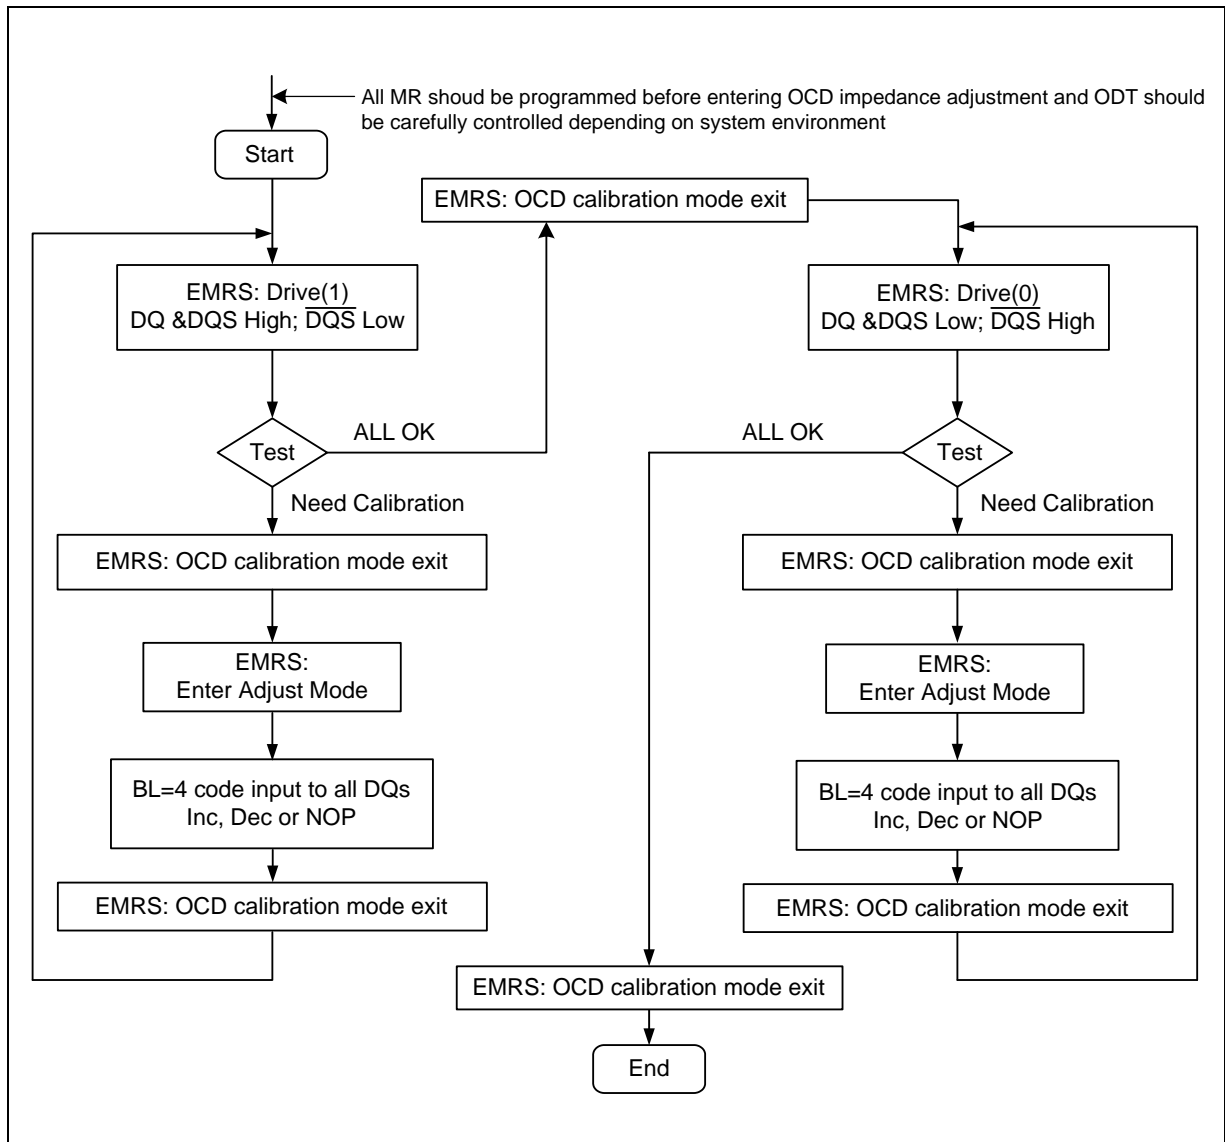 All MR shoud be programmed before entering OCD impedance adjustment and ODT should
be carefully controlled depending on system environment
Start
EMRS: OCD calibration mode exit
EMRS: Drive(1)
DQ &DQS High; D̅Q̅S̅ Low
Test
ALL OK
Need Calibration
EMRS: OCD calibration mode exit
EMRS:
Enter Adjust Mode
BL=4 code input to all DQs
Inc, Dec or NOP
EMRS: OCD calibration mode exit
EMRS: Drive(0)
DQ &DQS Low; D̅Q̅S̅ High
ALL OK
Test
Need Calibration
EMRS: OCD calibration mode exit
EMRS:
Enter Adjust Mode
BL=4 code input to all DQs
Inc, Dec or NOP
EMRS: OCD calibration mode exit
EMRS: OCD calibration mode exit
End